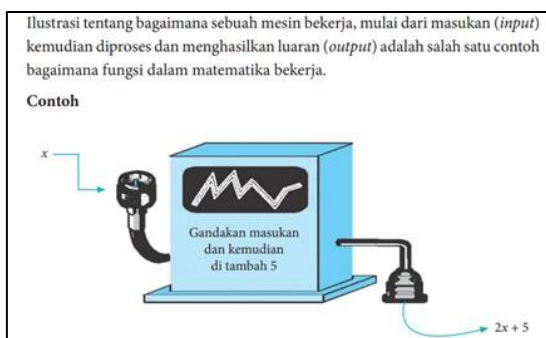 Ilustrasi tentang bagaimana sebuah mesin bekerja, mulai dari masukan (input)
kemudian diproses dan menghasilkan luaran (output) adalah salah satu contoh
bagaimana fungsi dalam matematika bekerja.
Contoh
x
Gandakan masukan
dan kemudian
di tambah 5
2x + 5